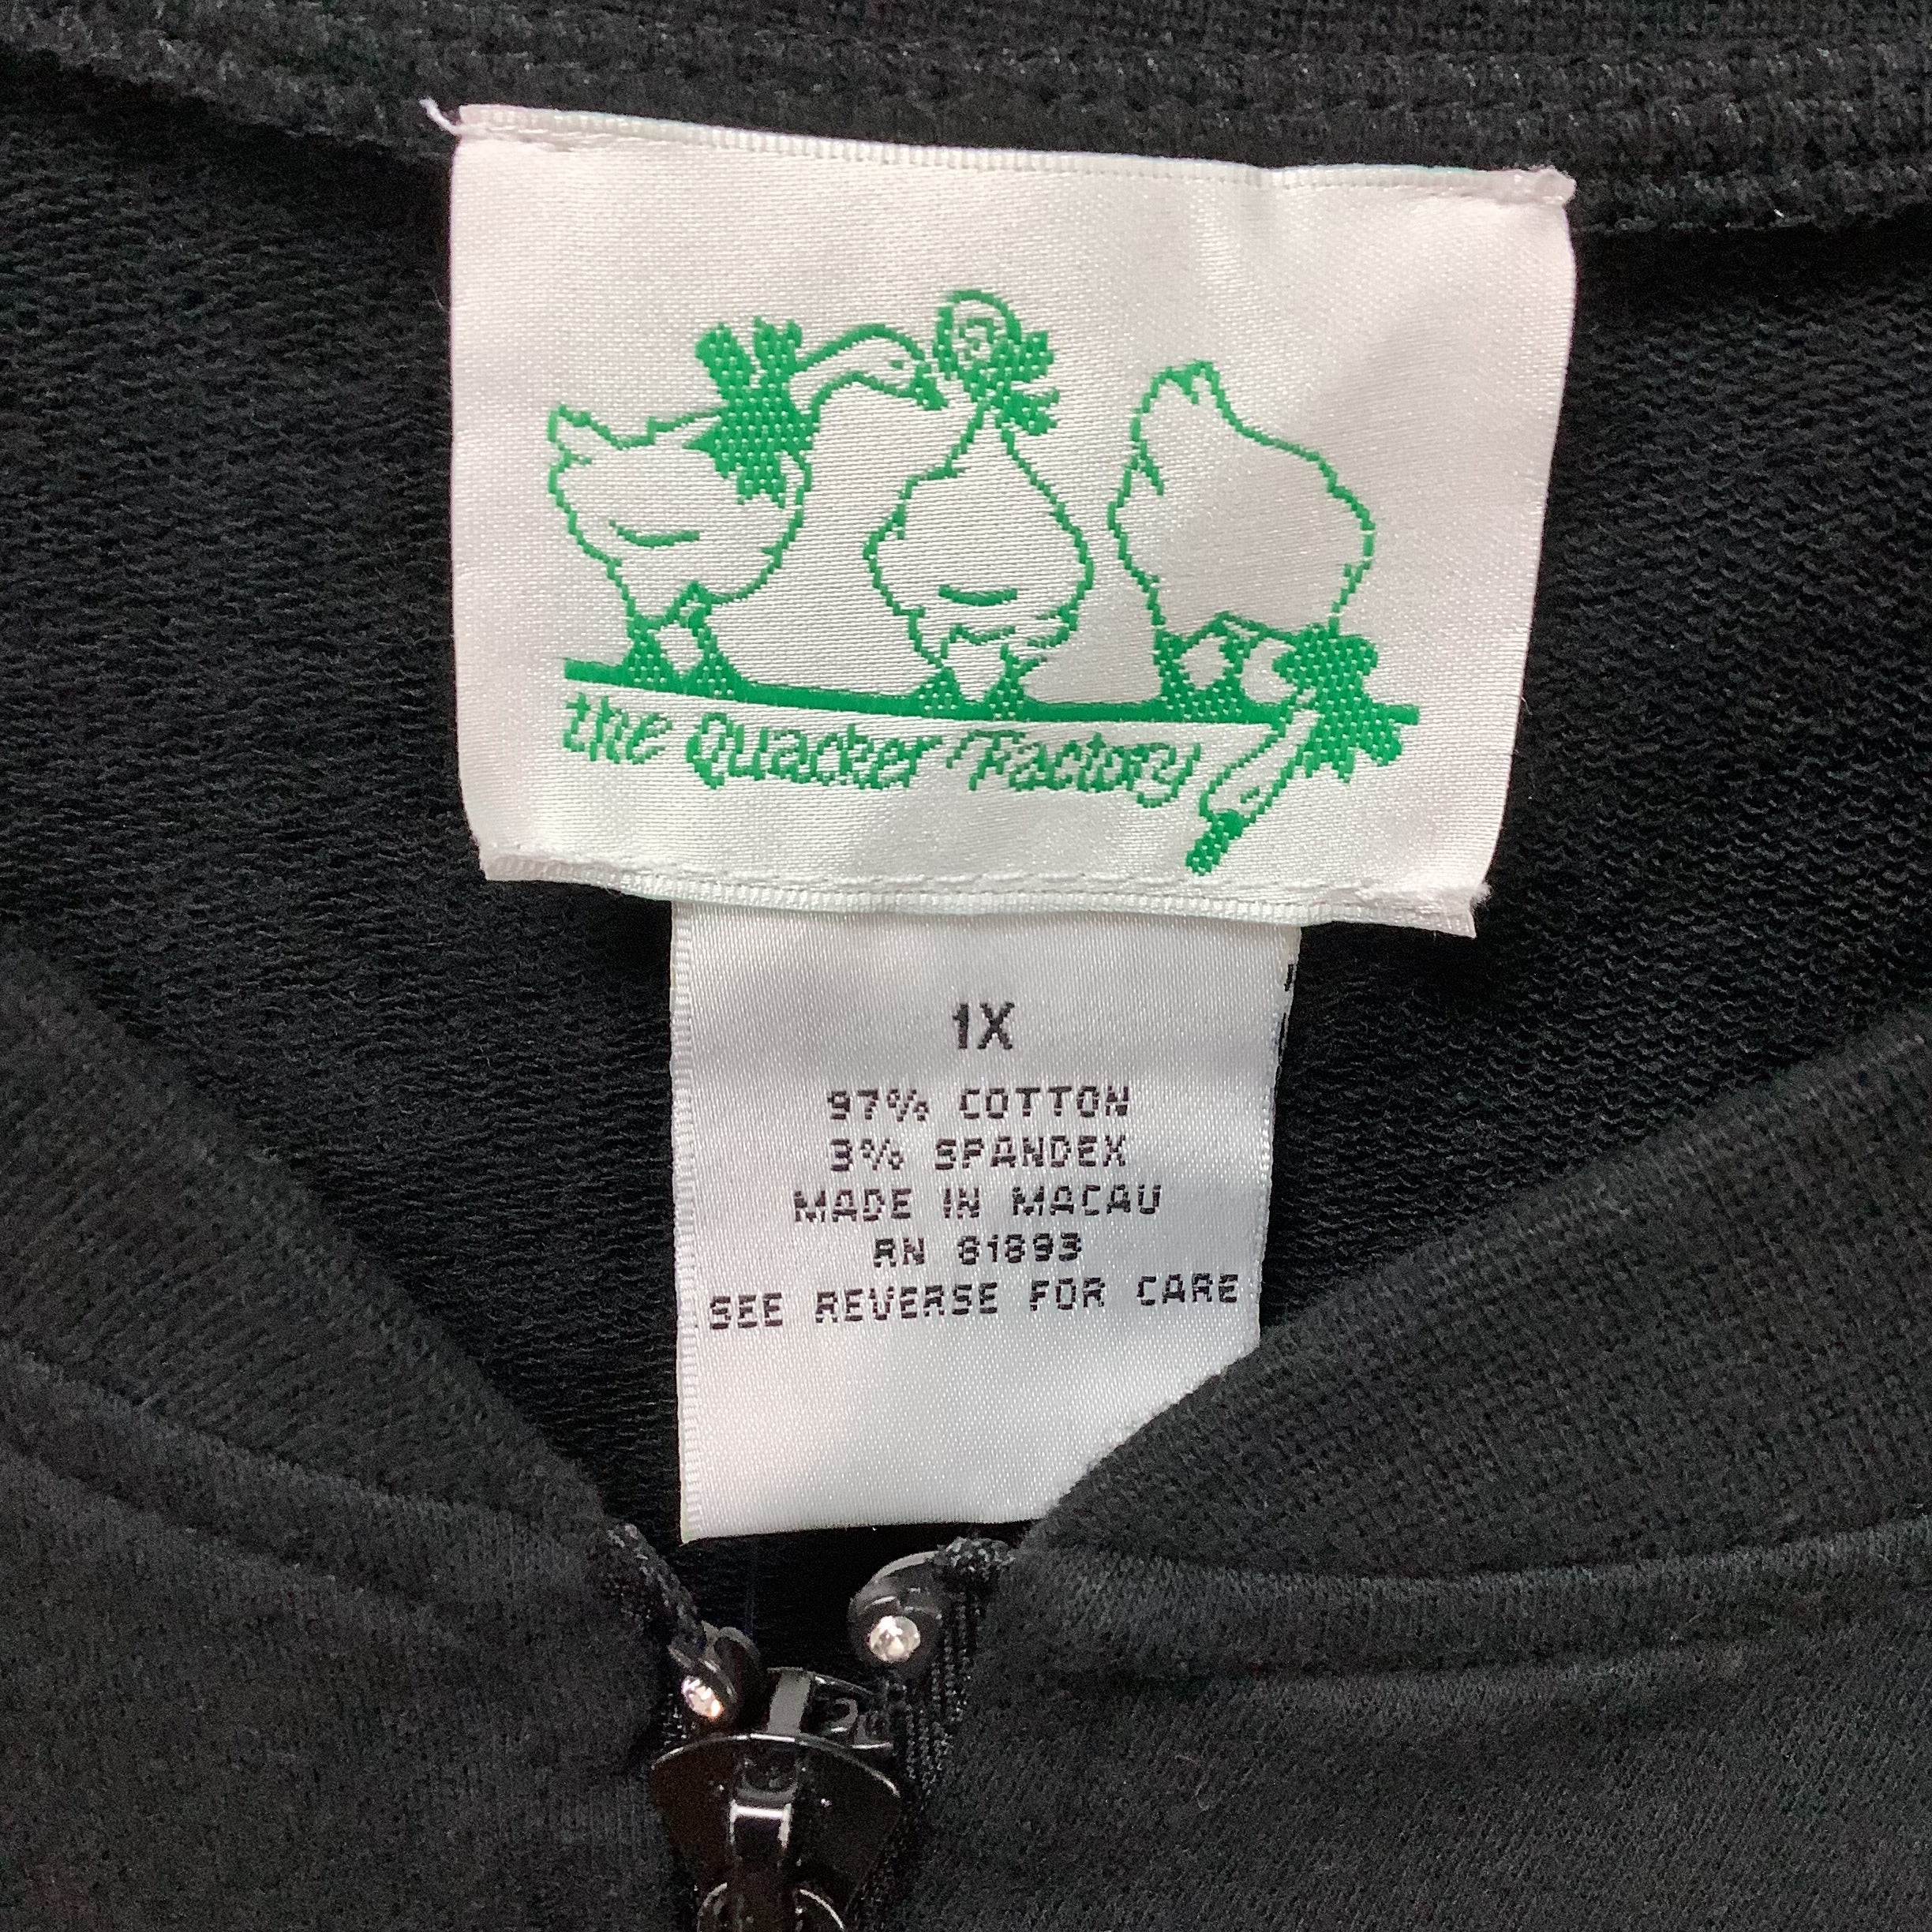 the Quacker Factory
1X
97% COTTON
3% SPANDEX
MADE IN MACAU
RN 81893
SEE REVERSE FOR CARE